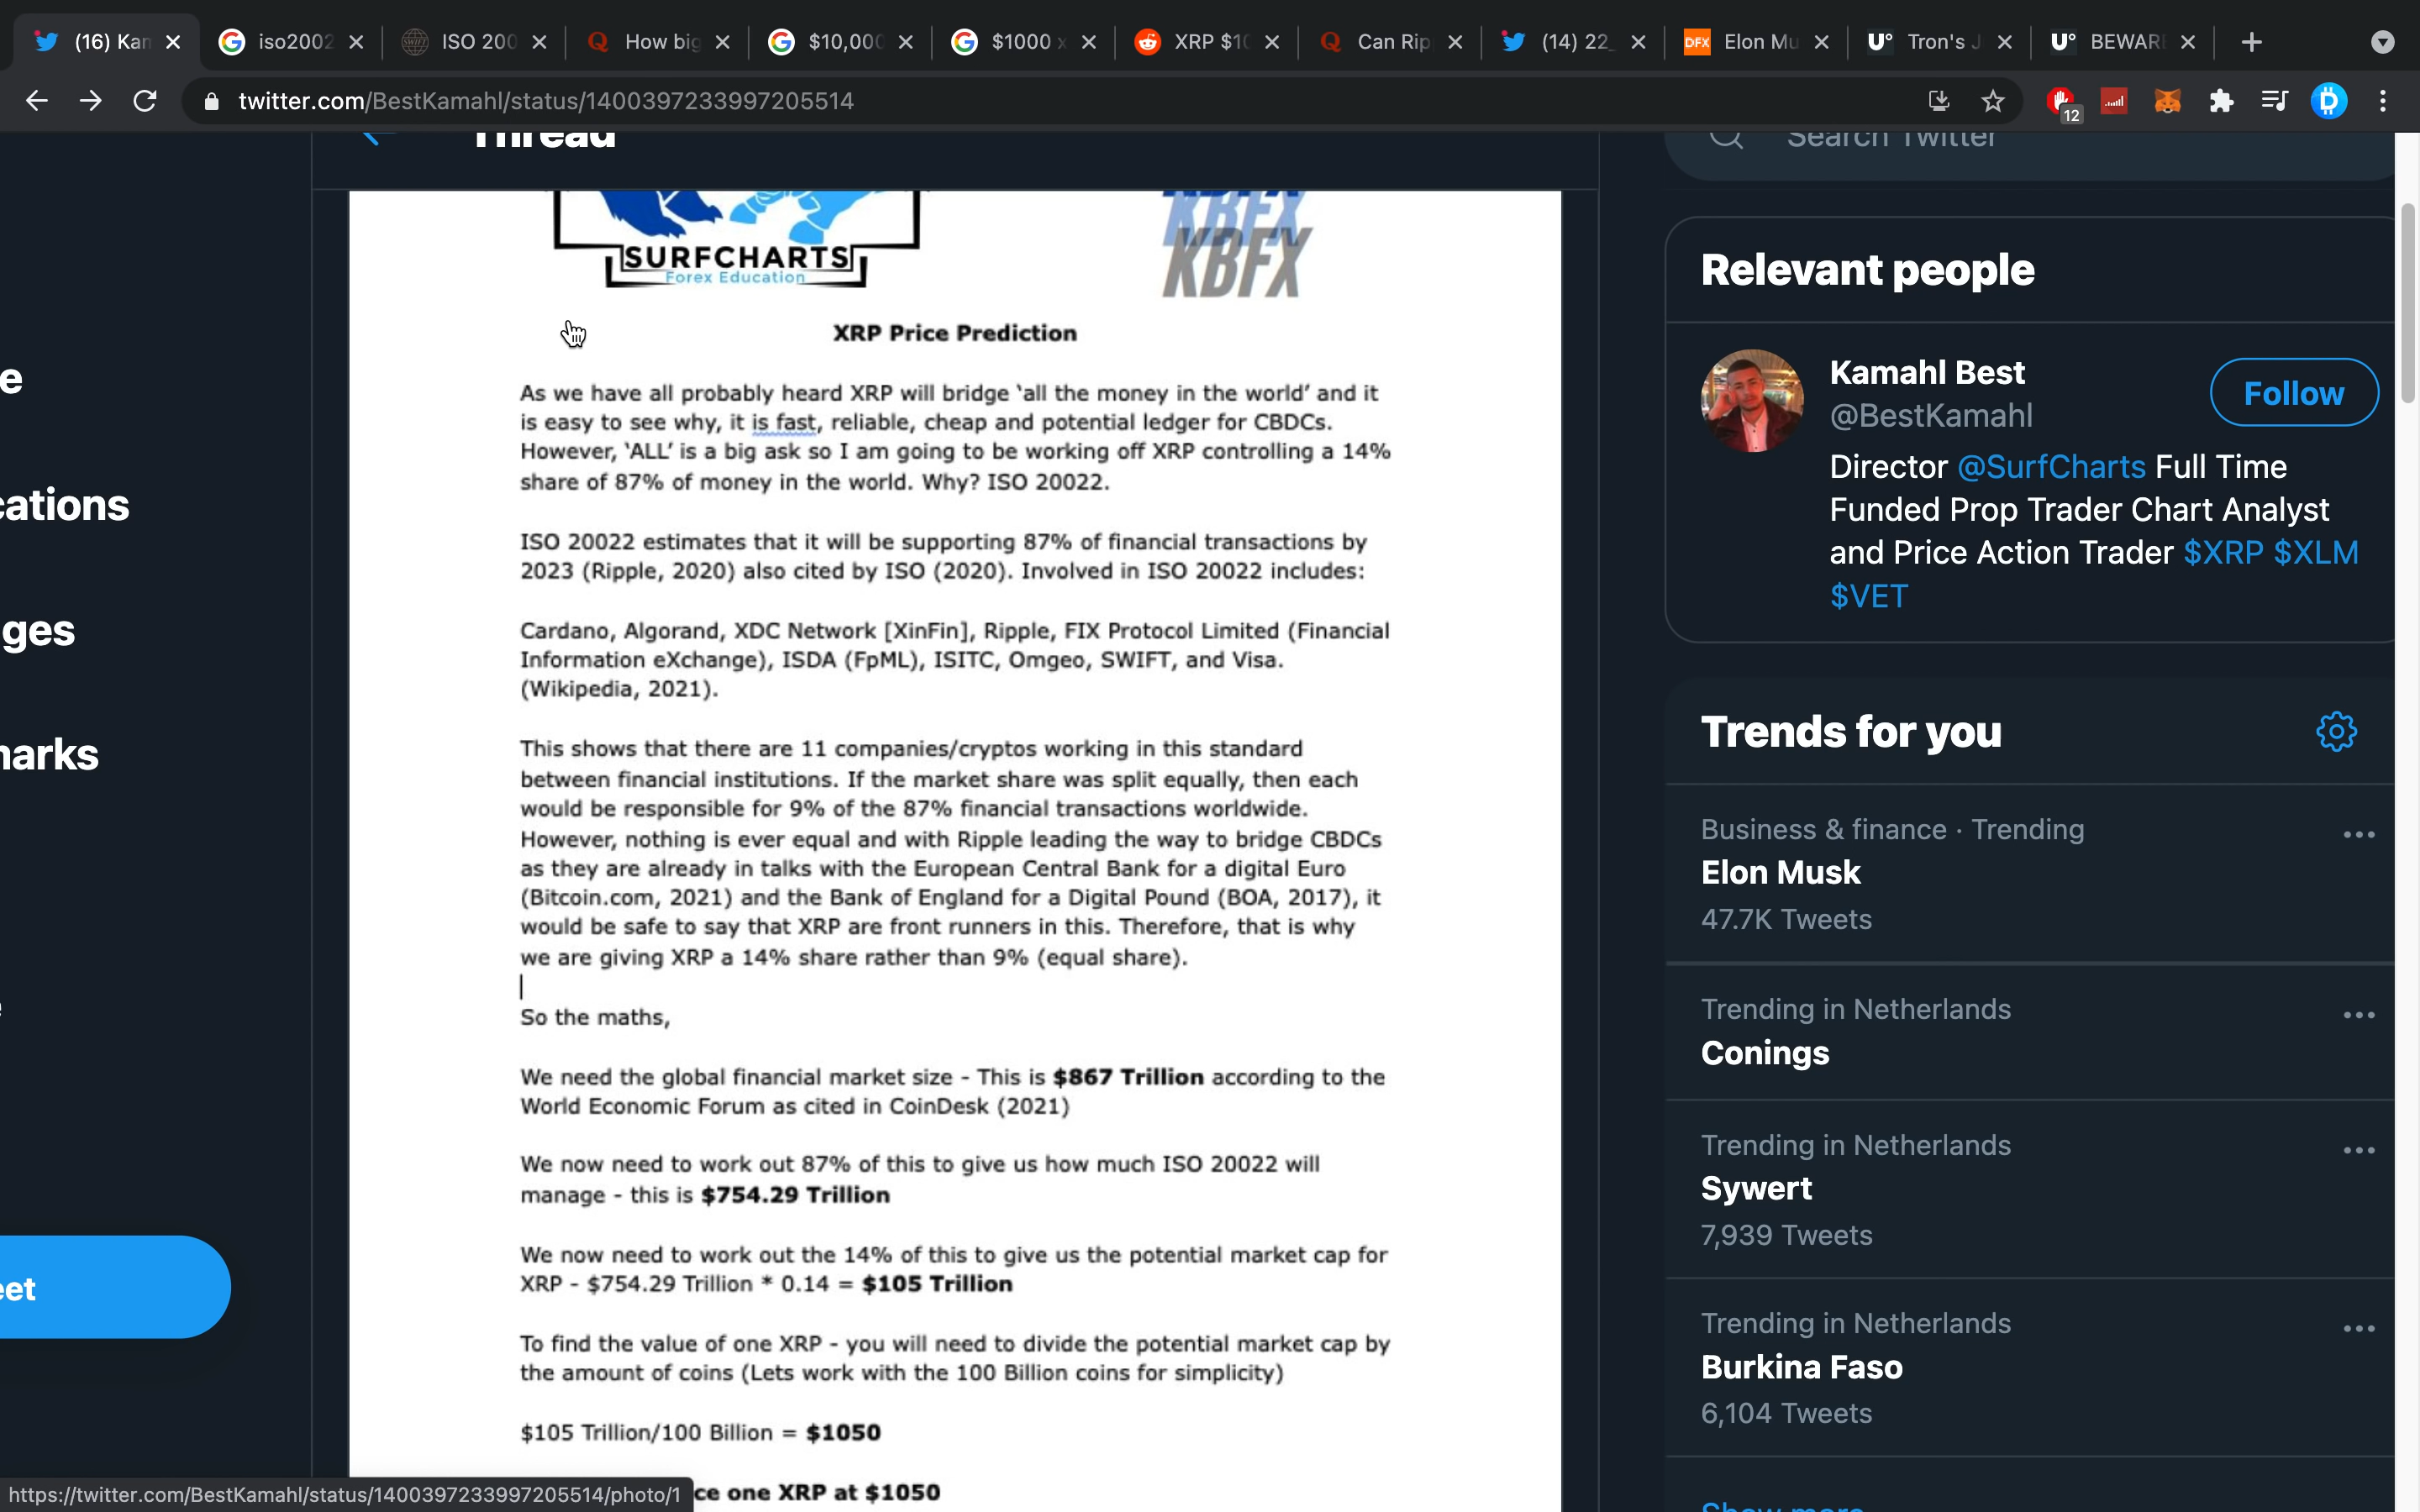 (16) Kam
iso2002
ISO 200
How big
$10,000
$1000 x
XRP $10
Can Rip
(14) 22_
DFX
Elon Mu
U°
Tron's J
U°
BEWAR
twitter.com/BestKamahl/status/1400397233997205514
12
Thread
Search Twitter
e
cations
ges
narks
eet
KBFX
KBFX
SURFCHARTS
Forex Education
XRP Price Prediction
As we have all probably heard XRP will bridge ‘all the money in the world’ and it
is easy to see why, it is fast, reliable, cheap and potential ledger for CBDCs.
However, ‘ALL’ is a big ask so I am going to be working off XRP controlling a 14%
share of 87% of money in the world. Why? ISO 20022.
ISO 20022 estimates that it will be supporting 87% of financial transactions by
2023 (Ripple, 2020) also cited by ISO (2020). Involved in ISO 20022 includes:
Cardano, Algorand, XDC Network [XinFin], Ripple, FIX Protocol Limited (Financial
Information eXchange), ISDA (FpML), ISITC, Omgeo, SWIFT, and Visa.
(Wikipedia, 2021).
This shows that there are 11 companies/cryptos working in this standard
between financial institutions. If the market share was split equally, then each
would be responsible for 9% of the 87% financial transactions worldwide.
However, nothing is ever equal and with Ripple leading the way to bridge CBDCs
as they are already in talks with the European Central Bank for a digital Euro
(Bitcoin.com, 2021) and the Bank of England for a Digital Pound (BOA, 2017), it
would be safe to say that XRP are front runners in this. Therefore, that is why
we are giving XRP a 14% share rather than 9% (equal share).
So the maths,
We need the global financial market size - This is $867 Trillion according to the
World Economic Forum as cited in CoinDesk (2021)
We now need to work out 87% of this to give us how much ISO 20022 will
manage - this is $754.29 Trillion
We now need to work out the 14% of this to give us the potential market cap for
XRP - $754.29 Trillion * 0.14 = $105 Trillion
To find the value of one XRP - you will need to divide the potential market cap by
the amount of coins (Lets work with the 100 Billion coins for simplicity)
$105 Trillion/100 Billion = $1050
ce one XRP at $1050
https://twitter.com/BestKamahl/status/1400397233997205514/photo/1
Relevant people
Kamahl Best
@BestKamahl
Follow
Director @SurfCharts Full Time
Funded Prop Trader Chart Analyst
and Price Action Trader $XRP $XLM
$VET
Trends for you
Business & finance · Trending
Elon Musk
47.7K Tweets
Trending in Netherlands
Conings
Trending in Netherlands
Sywert
7,939 Tweets
Trending in Netherlands
Burkina Faso
6,104 Tweets
Show more